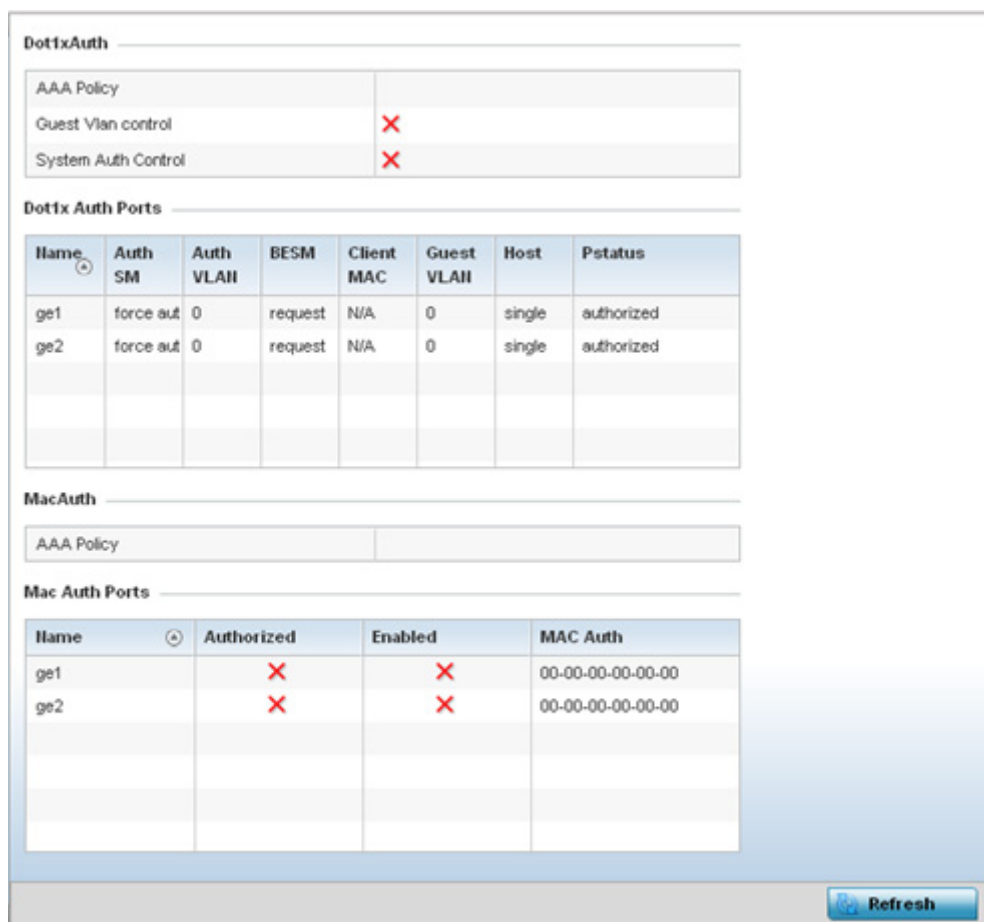 Dot1xAuth
AAA Policy
Guest Vlan control
System Auth Control
Dot1x Auth Ports
Name Auth SM Auth VLAN BESM Client MAC Guest VLAN Host Pstatus
ge1 force aut 0 request N/A 0 single authorized
ge2 force aut 0 request N/A 0 single authorized
MacAuth
AAA Policy
Mac Auth Ports
Name Authorized Enabled MAC Auth
ge1 00-00-00-00-00-00
ge2 00-00-00-00-00-00
Refresh